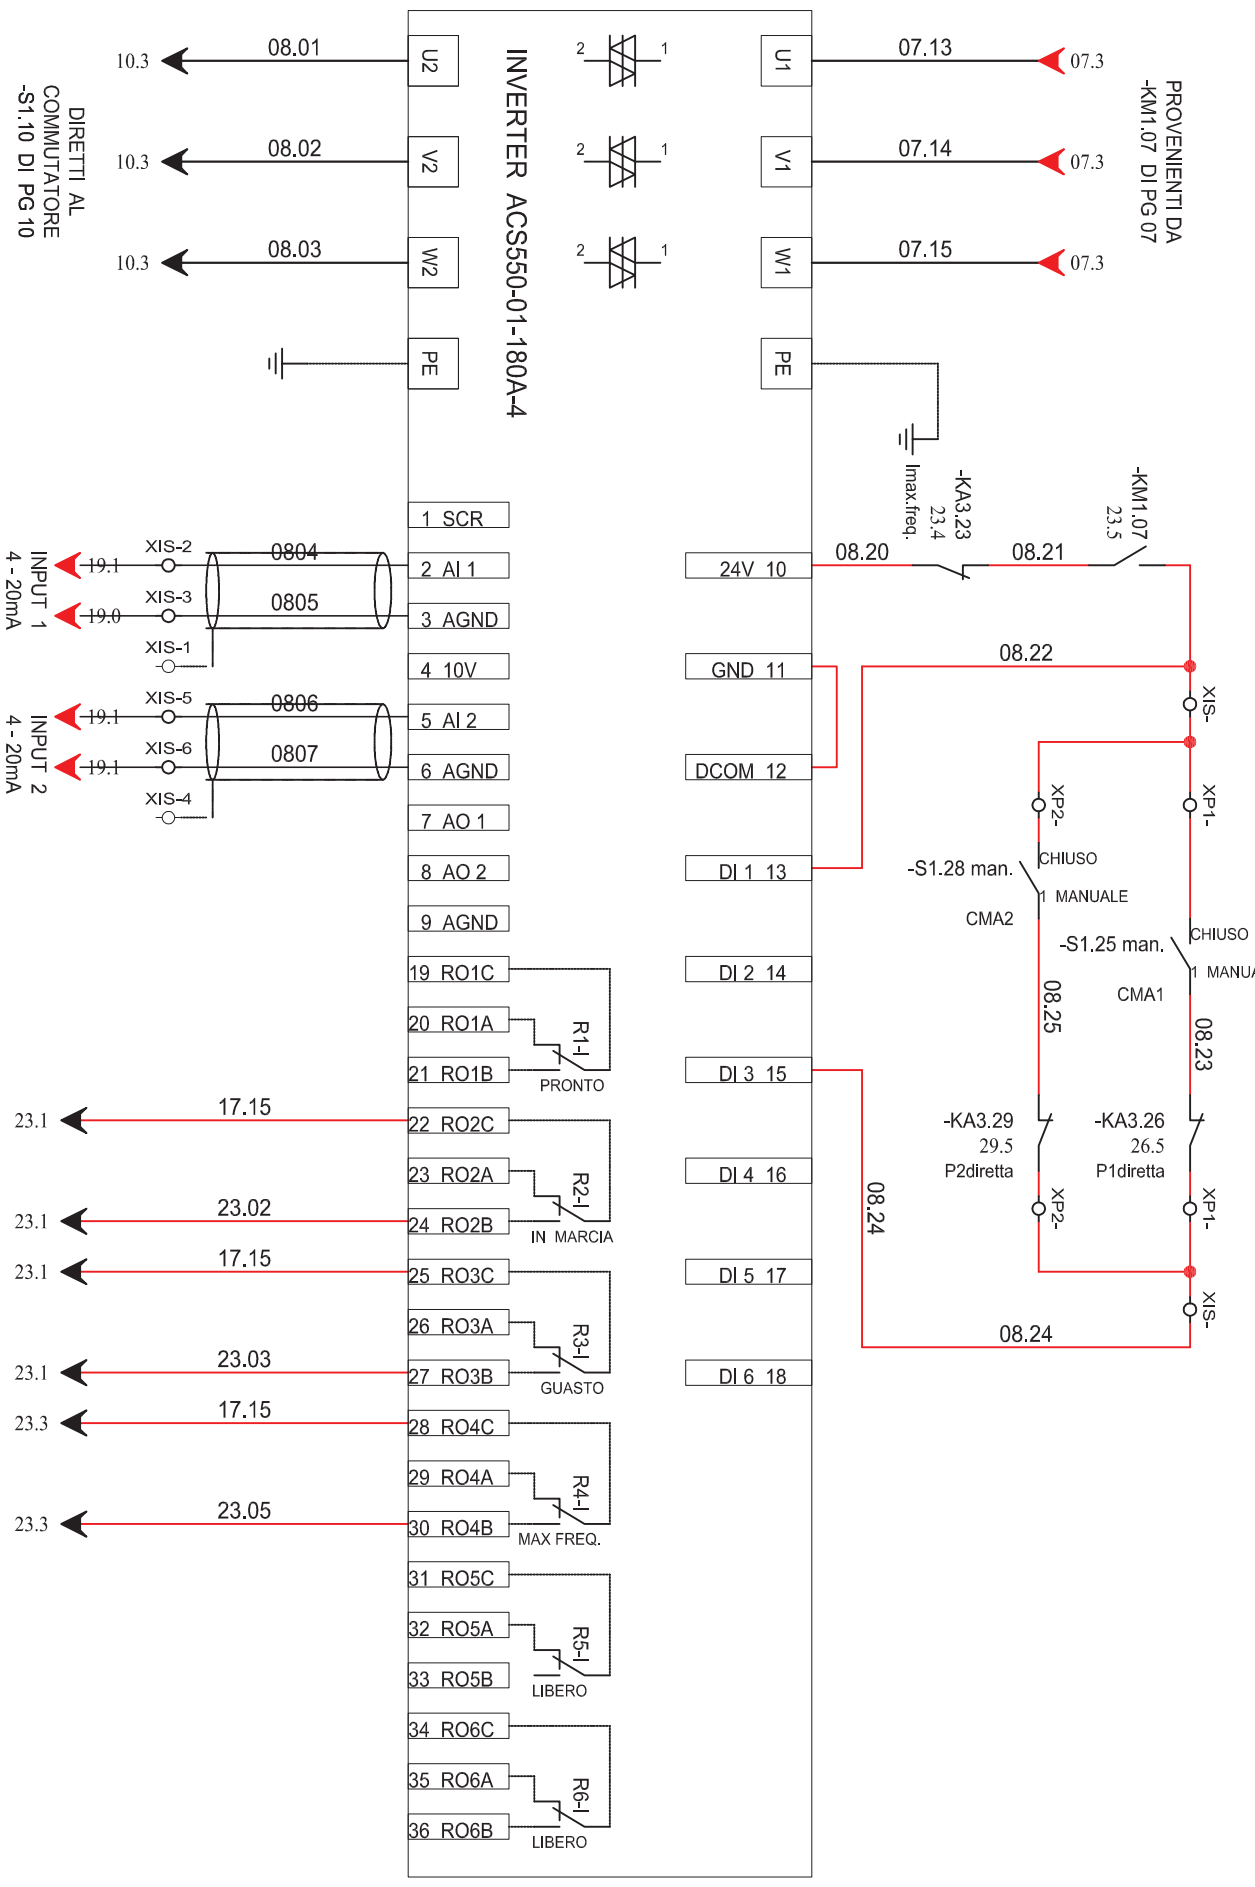 10.3
08.01
U2
2
1
U1
07.13
07.3
10.3
08.02
V2
2
1
V1
07.14
07.3
10.3
08.03
W2
2
1
W1
07.15
07.3
DIRETTI AL
COMMUTATORE
-S1.10 DI PG 10
INVERTER ACS550-01-180A-4
PROVENIENTI DA
-KM1.07 DI PG 07
PE
PE
Imax.freq.
23.4
-KA3.23
23.5
-KM1.07
1 SCR
INPUT 1
4 - 20mA
19.1
XIS-2
0804
2 AI 1
24V 10
08.20
08.21
19.0
XIS-3
0805
3 AGND
XIS-1
4 10V
GND 11
08.22
INPUT 2
4 - 20mA
19.1
XIS-5
0806
5 AI 2
XIS-
19.1
XIS-6
0807
6 AGND
DCOM 12
XIS-4
7 AO 1
XP2-
XP1-
8 AO 2
DI 1 13
-S1.28 man.
CHIUSO
1 MANUALE
CMA2
9 AGND
-S1.25 man.
CHIUSO
1 MANUA
CMA1
19 RO1C
DI 2 14
20 RO1A
R1-I
08.25
08.23
21 RO1B
PRONTO
DI 3 15
23.1
17.15
22 RO2C
-KA3.29
29.5
P2diretta
-KA3.26
26.5
P1diretta
23 RO2A
R2-I
DI 4 16
08.24
XP2-
XP1-
23.1
23.02
24 RO2B
IN MARCIA
23.1
17.15
25 RO3C
DI 5 17
XIS-
26 RO3A
R3-I
08.24
23.1
23.03
27 RO3B
GUASTO
DI 6 18
23.3
17.15
28 RO4C
29 RO4A
R4-I
23.3
23.05
30 RO4B
MAX FREQ.
31 RO5C
32 RO5A
R5-I
33 RO5B
LIBERO
34 RO6C
35 RO6A
R6-I
36 RO6B
LIBERO